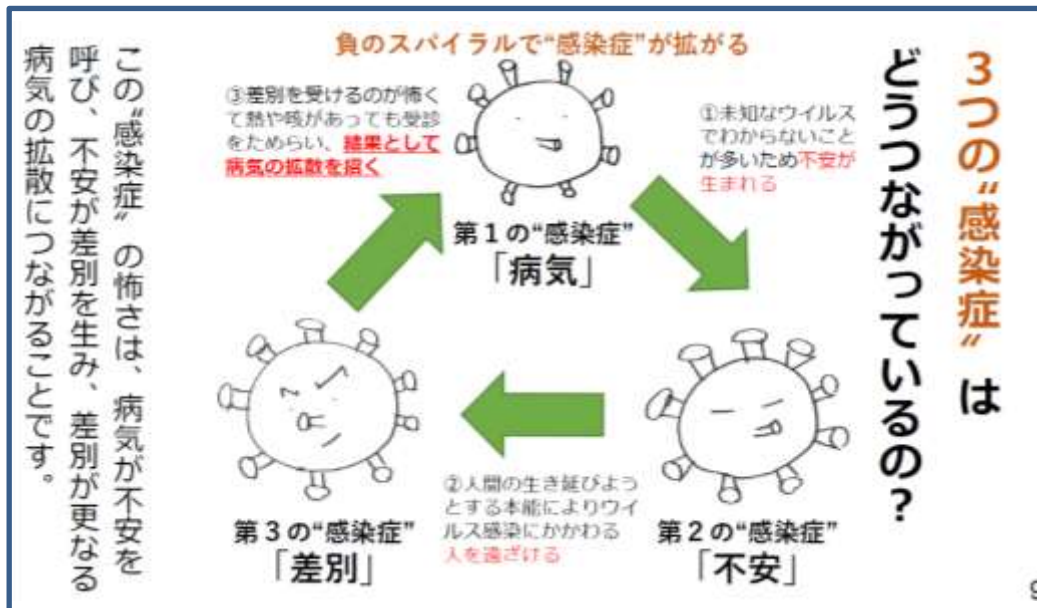 3つの“感染症”は
どうつながっているの？
負のスパイラルで“感染症”が拡がる
①未知なウイルス
でわからないこと
が多いため不安が
生まれる
③差別を受けるのが怖く
て熱や咳があっても受診
をためらい、結果として
病気の拡散を招く
第1の“感染症”
「病気」
②人間の生き延びよう
とする本能によりウイ
ルス感染にかかわる
人を遠ざける
第2の“感染症”
「不安」
第3の“感染症”
「差別」
この“感染症”の怖さは、病気が不安を
呼び、不安が差別を生み、差別が更なる
病気の拡散につながることです。
9